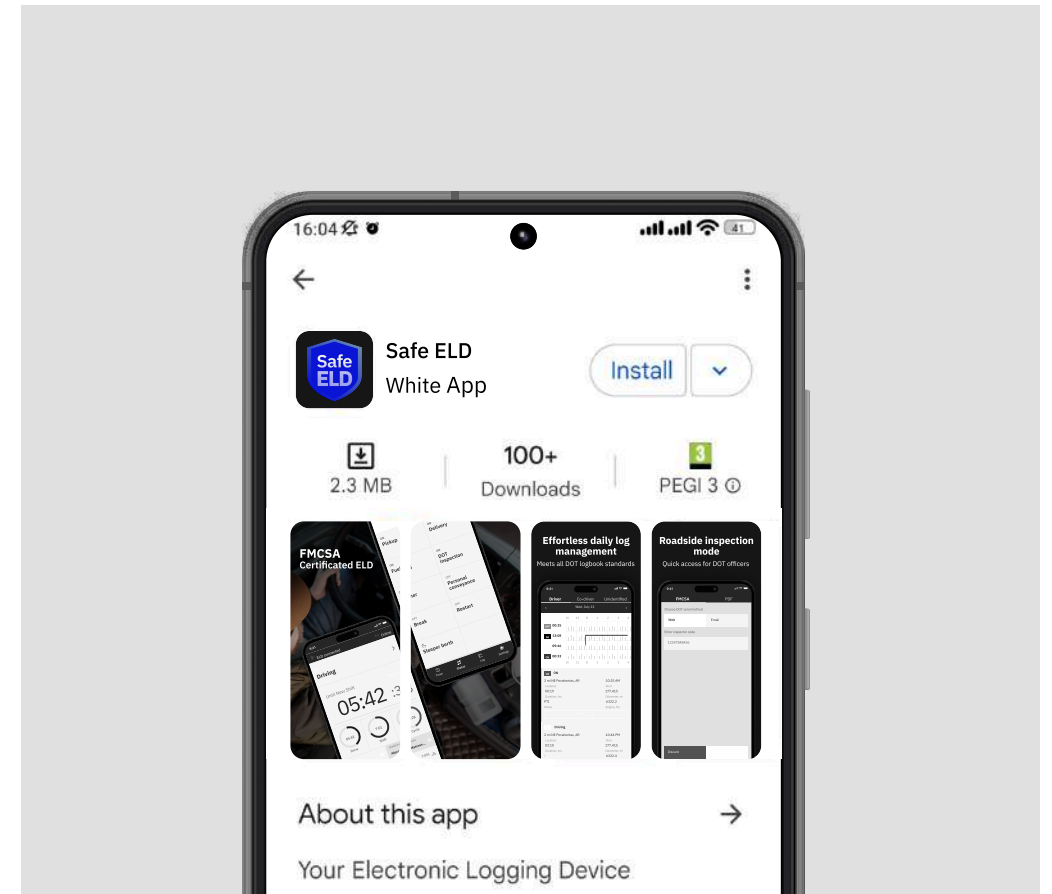 16:04
41
Safe
ELD
Safe ELD
White App
Install
2.3 MB
100+
Downloads
3
PEGI 3
FMCSA
Certificated ELD
Pickup
Driving
05:42
Delivery
DOT
inspection
Personal
conveyance
Restart
Break
Sleeper berth
Effortless daily log
management
Meets all DOT logbook standards
Driver
Co-driver
Unidentified
Driving
Roadside inspection
mode
Quick access for DOT officers
FMCSA
PDF
Email
About this app
Your Electronic Logging Device